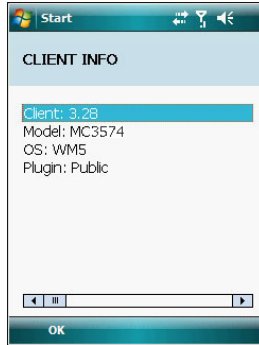 Start
CLIENT INFO
Client: 3.28
Model: MC3574
OS: WM5
Plugin: Public
OK